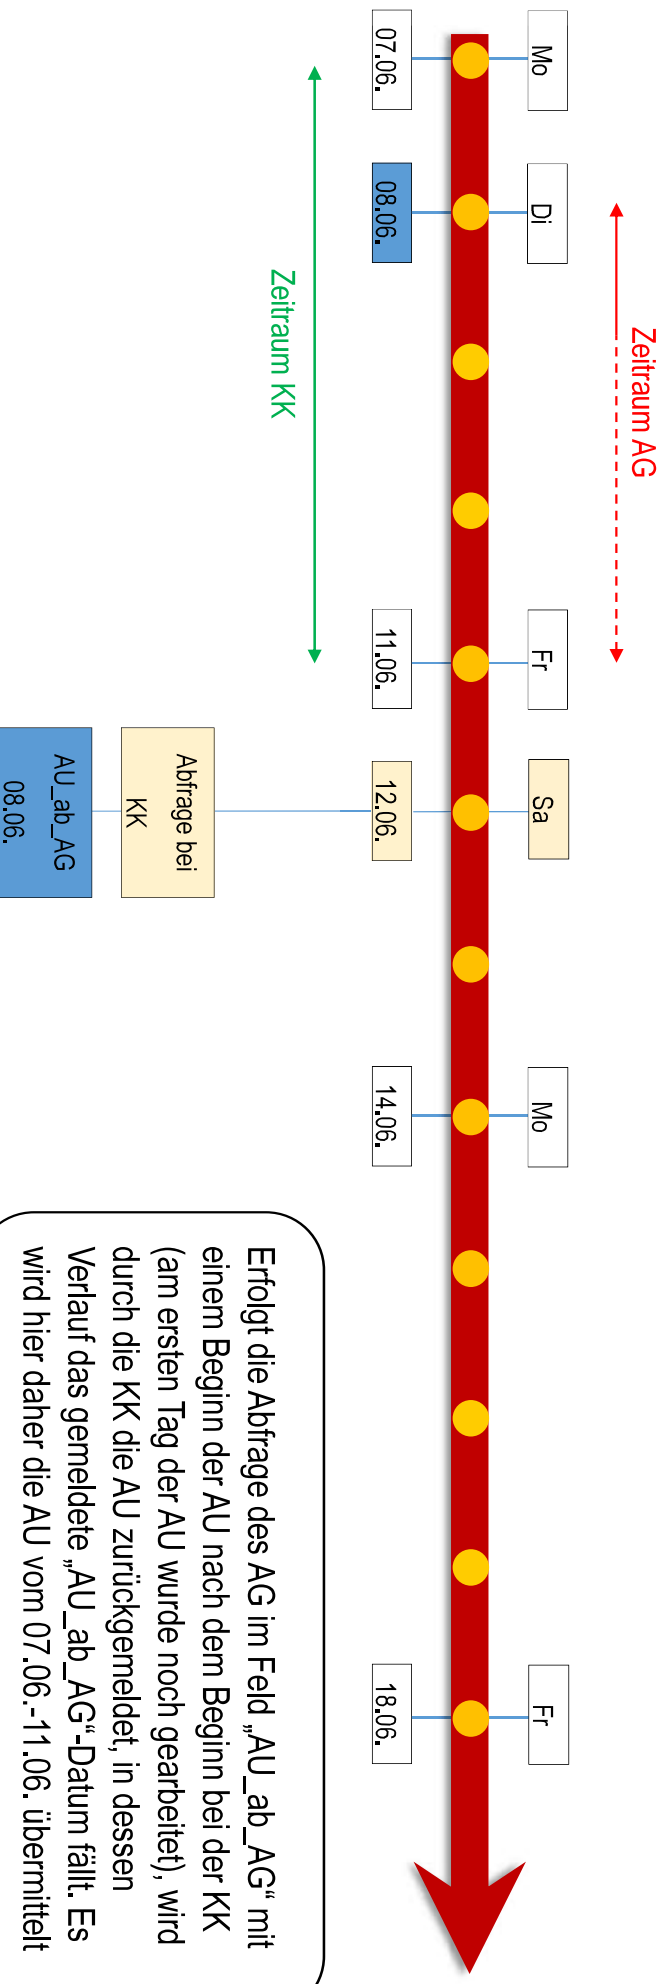 Zeitraum AG
Mo
Di
Fr
Sa
Mo
Fr
07.06.
08.06.
11.06.
12.06.
14.06.
18.06.
Zeitraum KK
Abfrage bei
KK
AU_ab_AG
08.06.
Erfolgt die Abfrage des AG im Feld „AU_ab_AG“ mit
einem Beginn der AU nach dem Beginn bei der KK
(am ersten Tag der AU wurde noch gearbeitet), wird
durch die KK die AU zurückgemeldet, in dessen
Verlauf das gemeldete „AU_ab_AG“-Datum fällt. Es
wird hier daher die AU vom 07.06.-11.06. übermittelt